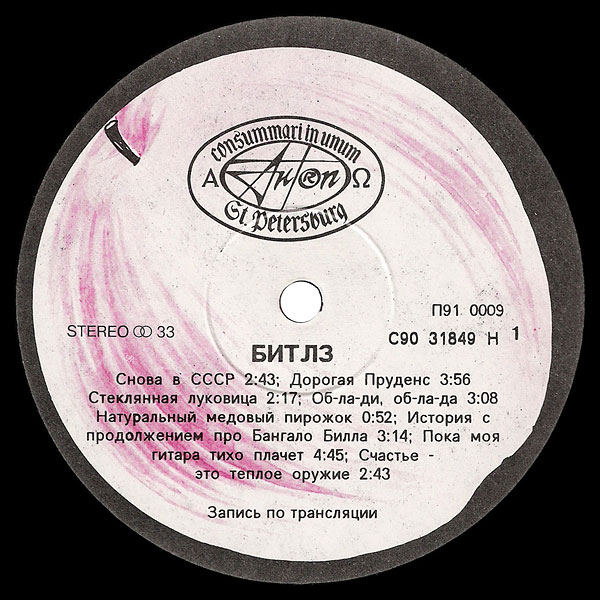 consummari in unum
Α Антон Ω
St. Petersburg
П91 0009
STEREO 33
С90 31849 Н 1
БИТЛЗ
Снова в СССР 2:43; Дорогая Пруденс 3:56
Стеклянная луковица 2:17; Об-ла-ди, об-ла-да 3:08
Натуральный медовый пирожок 0:52; История с
продолжением про Бангало Билла 3:14; Пока моя
гитара тихо плачет 4:45; Счастье -
это теплое оружие 2:43
Запись по трансляции